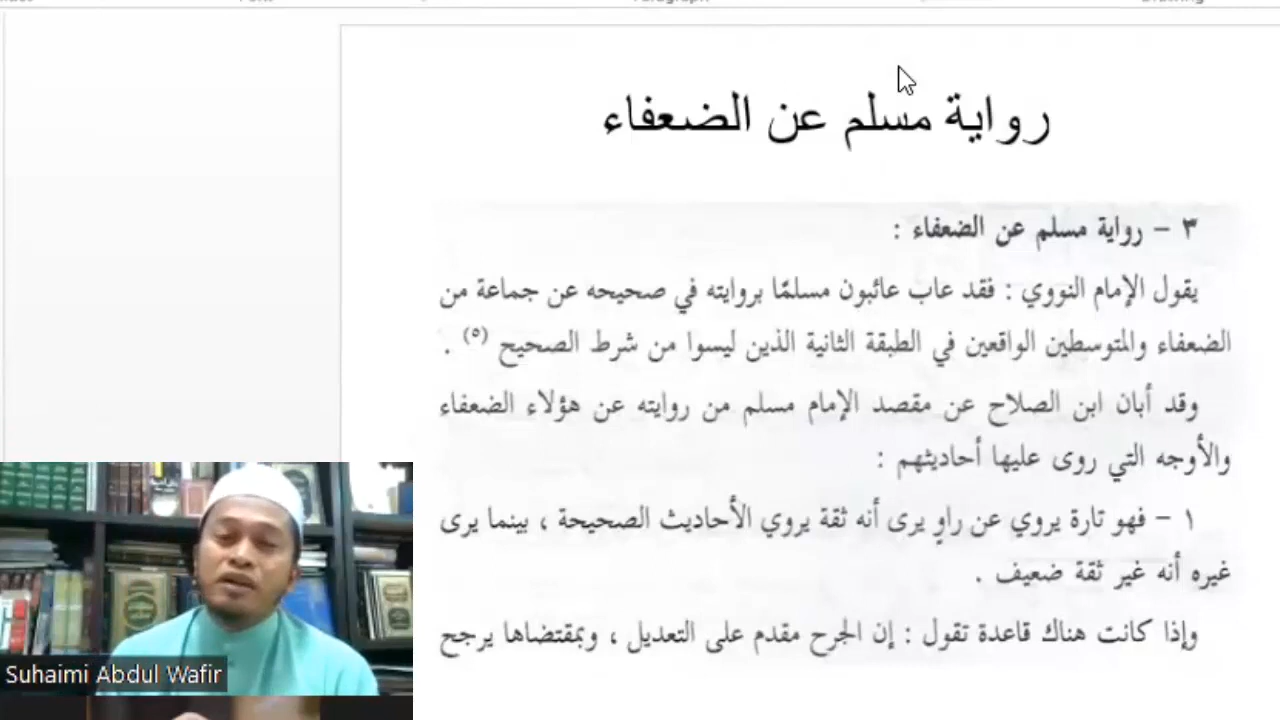 رواية مسلم عن الضعفاء
٣ – رواية مسلم عن الضعفاء :
يقول الإمام النووي : فقد عاب عائبون مسلمًا بروايته في صحيحه عن جماعة من
الضعفاء والمتوسطين الواقعين في الطبقة الثانية الذين ليسوا من شرط الصحيح (٥) .
وقد أبان ابن الصلاح عن مقصد الإمام مسلم من روايته عن هؤلاء الضعفاء
والأوجه التي روى عليها أحاديثهم :
١ – فهو تارة يروي عن راوٍ يرى أنه ثقة يروي الأحاديث الصحيحة ، بينما يرى
غيره أنه غير ثقة ضعيف .
وإذا كانت هناك قاعدة تقول : إن الجرح مقدم على التعديل ، وبمقتضاها يرجح
Suhaimi Abdul Wafir